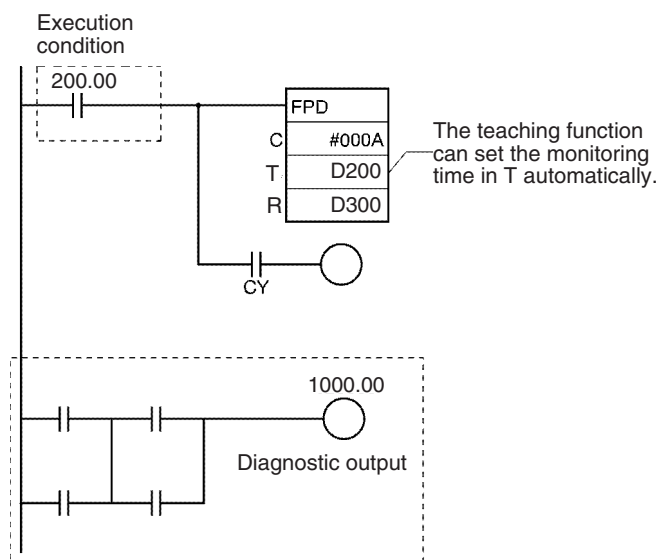 Execution
condition
200.00
FPD
C #000A
T D200
R D300
The teaching function
can set the monitoring
time in T automatically.
CY
1000.00
Diagnostic output